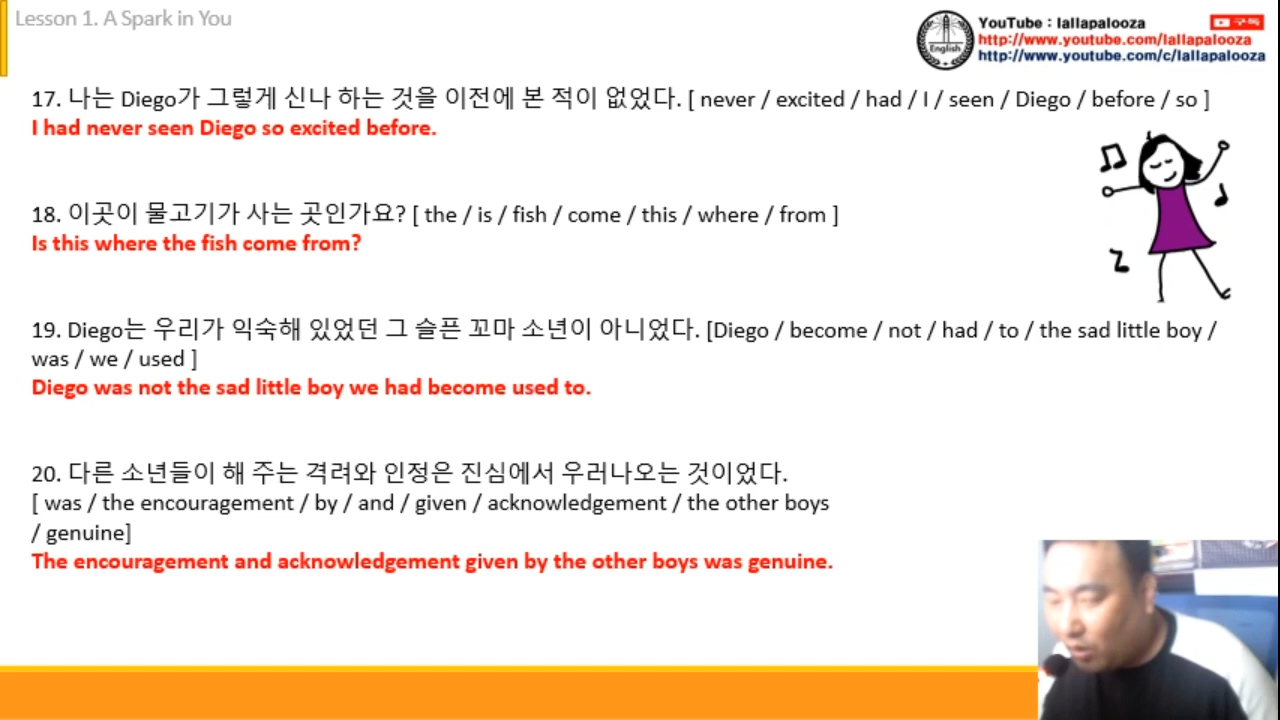 Lesson 1. A Spark in You
YouTube : lallapalooza
구독
http://www.youtube.com/lallapalooza
http://www.youtube.com/c/lallapalooza
English
17. 나는 Diego가 그렇게 신나 하는 것을 이전에 본 적이 없었다. [ never / excited / had / I / seen / Diego / before / so ]
I had never seen Diego so excited before.
18. 이곳이 물고기가 사는 곳인가요? [ the / is / fish / come / this / where / from ]
Is this where the fish come from?
19. Diego는 우리가 익숙해 있었던 그 슬픈 꼬마 소년이 아니었다. [Diego / become / not / had / to / the sad little boy /
was / we / used ]
Diego was not the sad little boy we had become used to.
20. 다른 소년들이 해 주는 격려와 인정은 진심에서 우러나오는 것이었다.
[ was / the encouragement / by / and / given / acknowledgement / the other boys
/ genuine]
The encouragement and acknowledgement given by the other boys was genuine.